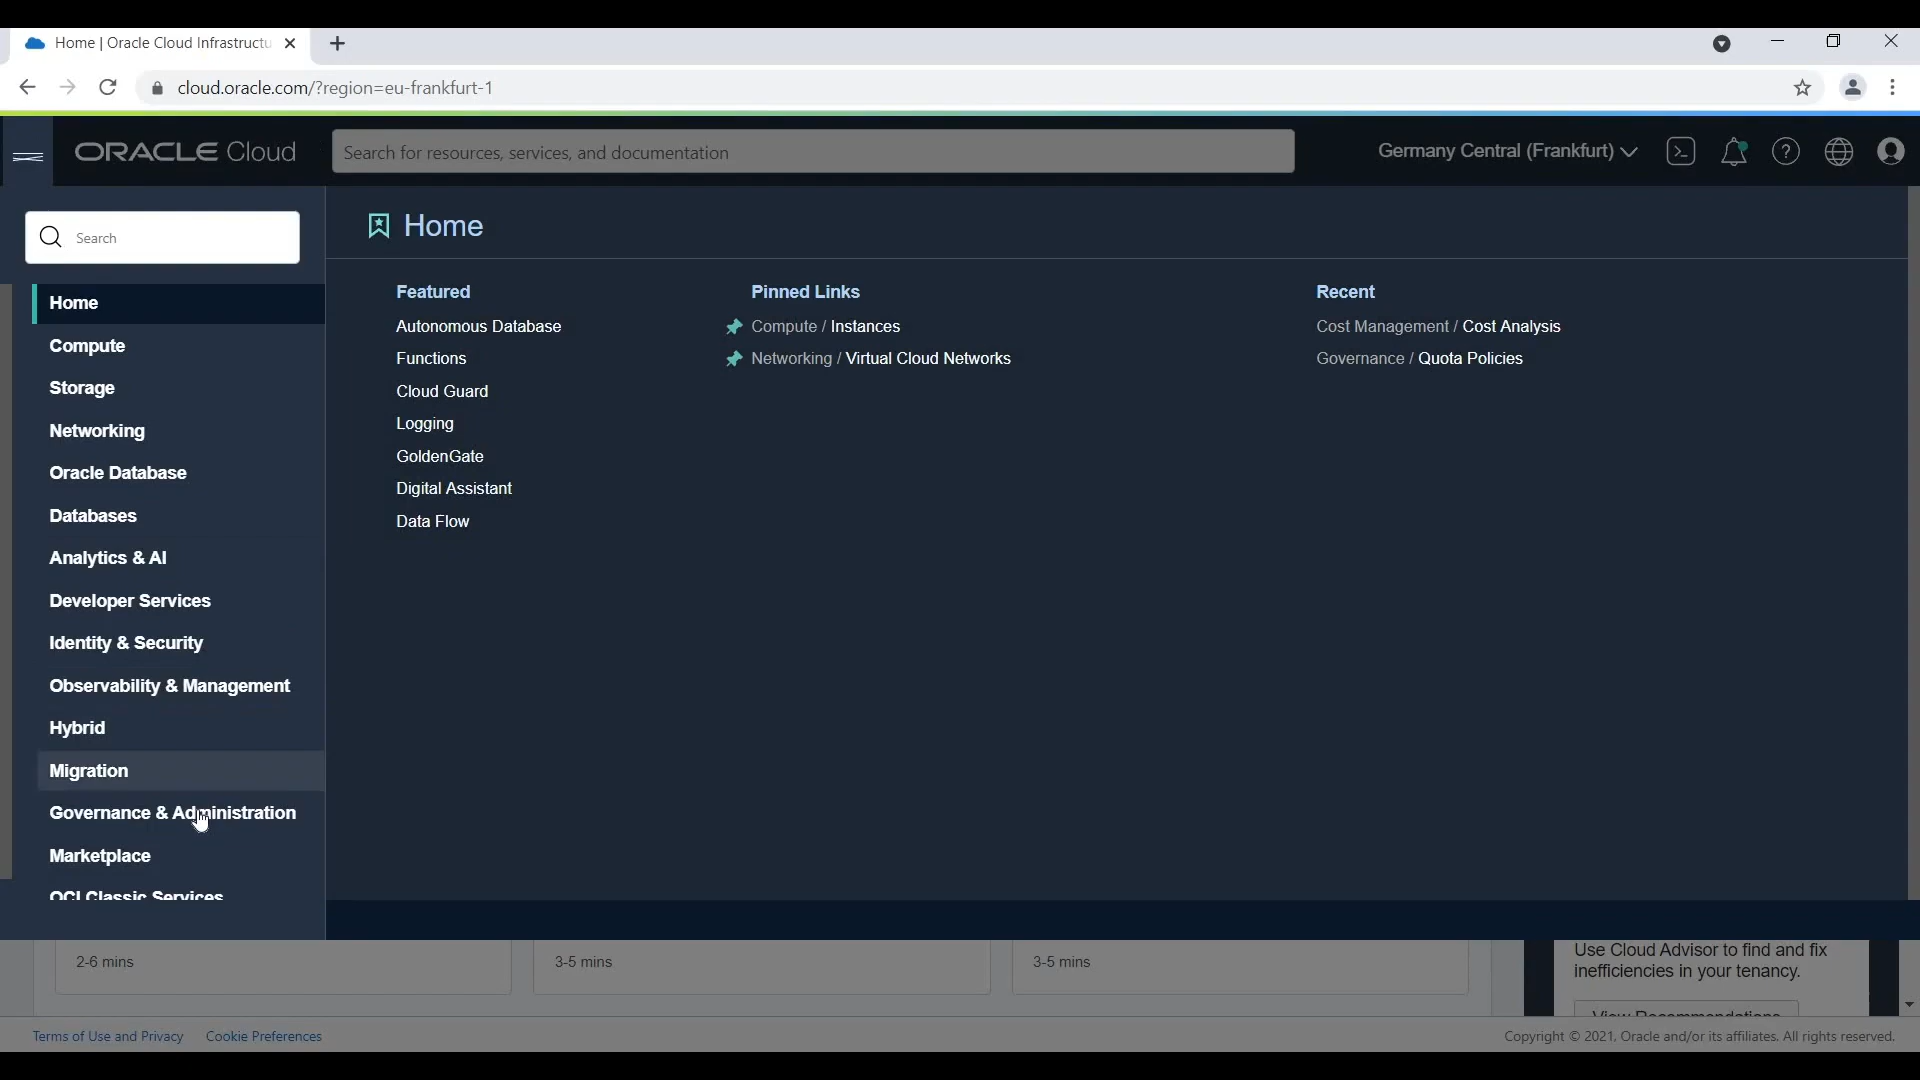 Home | Oracle Cloud Infrastructu
cloud.oracle.com/?region=eu-frankfurt-1
ORACLE Cloud
Search for resources, services, and documentation
Germany Central (Frankfurt)
Search
Home
Compute
Storage
Networking
Oracle Database
Databases
Analytics & AI
Developer Services
Identity & Security
Observability & Management
Hybrid
Migration
Governance & Administration
Marketplace
OCI Classic Services
Home
Featured
Autonomous Database
Functions
Cloud Guard
Logging
GoldenGate
Digital Assistant
Data Flow
Pinned Links
Compute / Instances
Networking / Virtual Cloud Networks
Recent
Cost Management / Cost Analysis
Governance / Quota Policies
2-6 mins
3-5 mins
3-5 mins
Use Cloud Advisor to find and fix
inefficiencies in your tenancy.
View Recommendations
Terms of Use and Privacy
Cookie Preferences
Copyright © 2021, Oracle and/or its affiliates. All rights reserved.